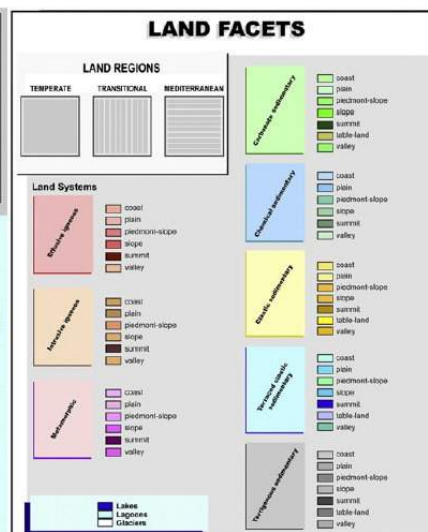 LAND FACETS
LAND REGIONS
TEMPERATE
TRANSITIONAL
MEDITERRANEAN
Land Systems
Effusive igneous
coast
plain
piedmont-slope
slope
summit
valley
Intrusive igneous
coast
plain
piedmont-slope
slope
summit
valley
Metamorphic
coast
plain
piedmont-slope
slope
summit
valley
Lakes
Lagoons
Glaciers
Carbonate sedimentary
coast
plain
piedmont-slope
slope
summit
table-land
valley
Chemical sedimentary
coast
plain
piedmont-slope
slope
summit
valley
Clastic sedimentary
coast
plain
piedmont-slope
slope
summit
table-land
valley
Terraced clastic
sedimentary
coast
plain
piedmont-slope
slope
summit
table-land
valley
Terrigenous sedimentary
coast
plain
piedmont-slope
slope
summit
table-land
valley